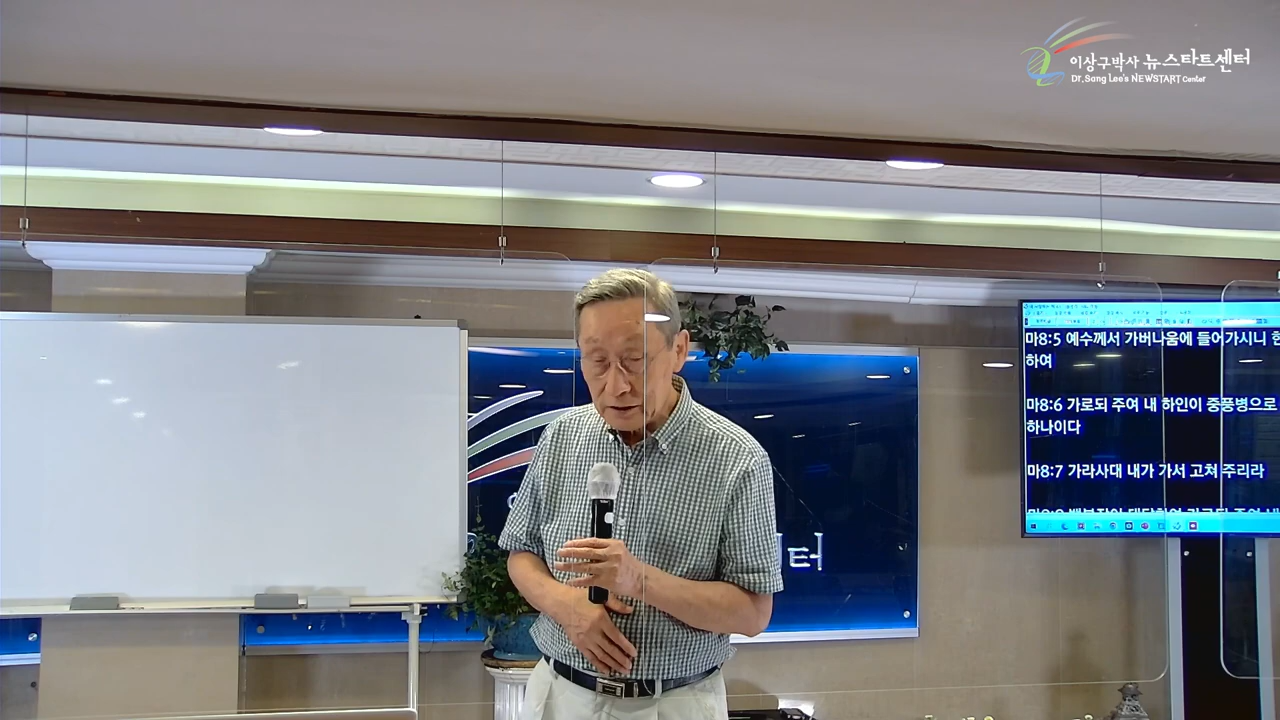 이상구박사 뉴스타트센터
Dr. Sang Lee's NEWSTART Center
마8:5 예수께서 가버나움에 들어가시니 한
하여
마8:6 가로되 주여 내 하인이 중풍병으로
하나이다
마8:7 가라사대 내가 가서 고쳐 주리라
센터